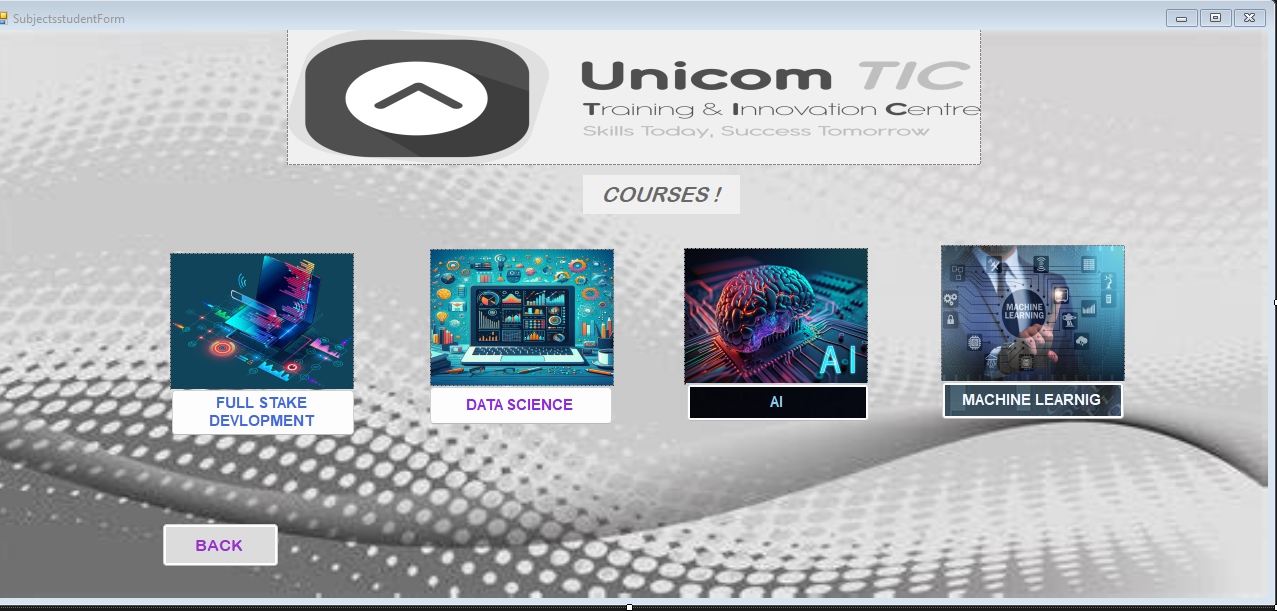 SubjectsstudentForm
Unicom TIC
Training & Innovation Centre
Skills Today, Success Tomorrow
COURSES !
AI
MACHINE
LEARNING
FULL STAKE
DEVLOPMENT
DATA SCIENCE
AI
MACHINE LEARNIG
BACK